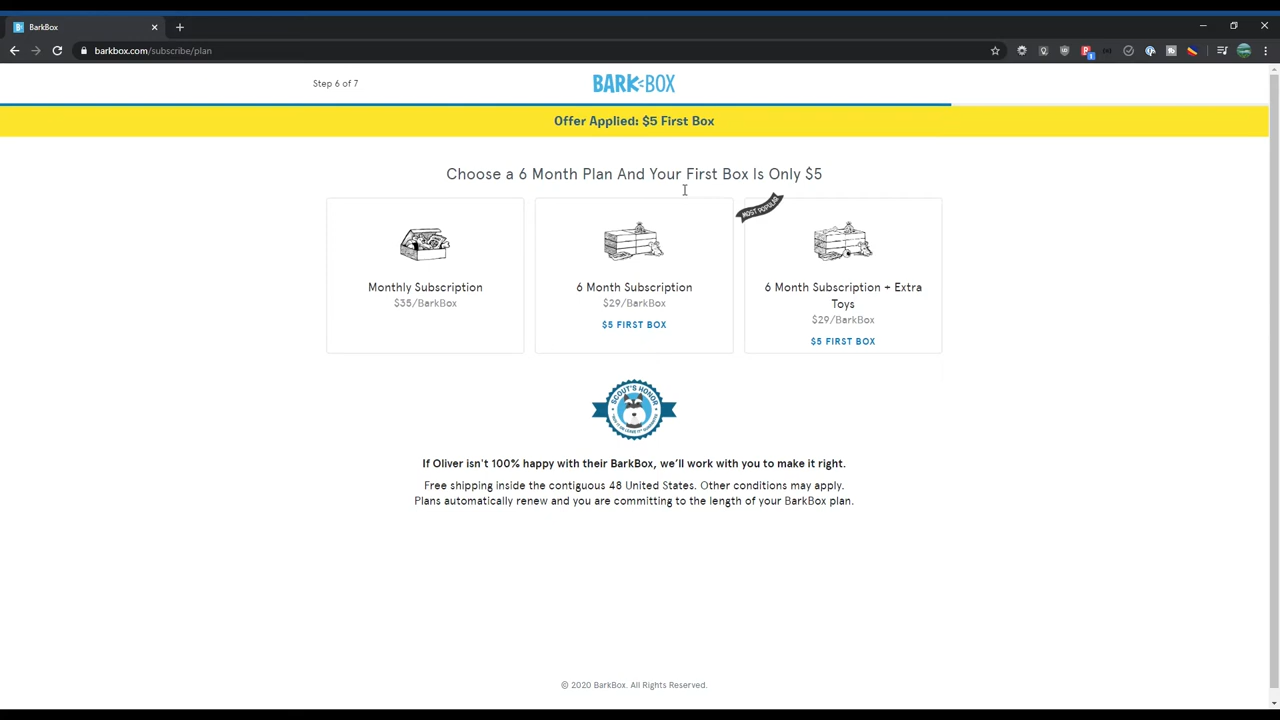 BarkBox
barkbox.com/subscribe/plan
Step 6 of 7
BARK BOX
Offer Applied: $5 First Box
Choose a 6 Month Plan And Your First Box Is Only $5
MOST POPULAR
Monthly Subscription
$35/BarkBox
6 Month Subscription
$29/BarkBox
$5 FIRST BOX
6 Month Subscription + Extra
Toys
$29/BarkBox
$5 FIRST BOX
SCOUT'S HONOR
If Oliver isn't 100% happy with their BarkBox, we'll work with you to make it right.
Free shipping inside the contiguous 48 United States. Other conditions may apply.
Plans automatically renew and you are committing to the length of your BarkBox plan.
© 2020 BarkBox. All Rights Reserved.